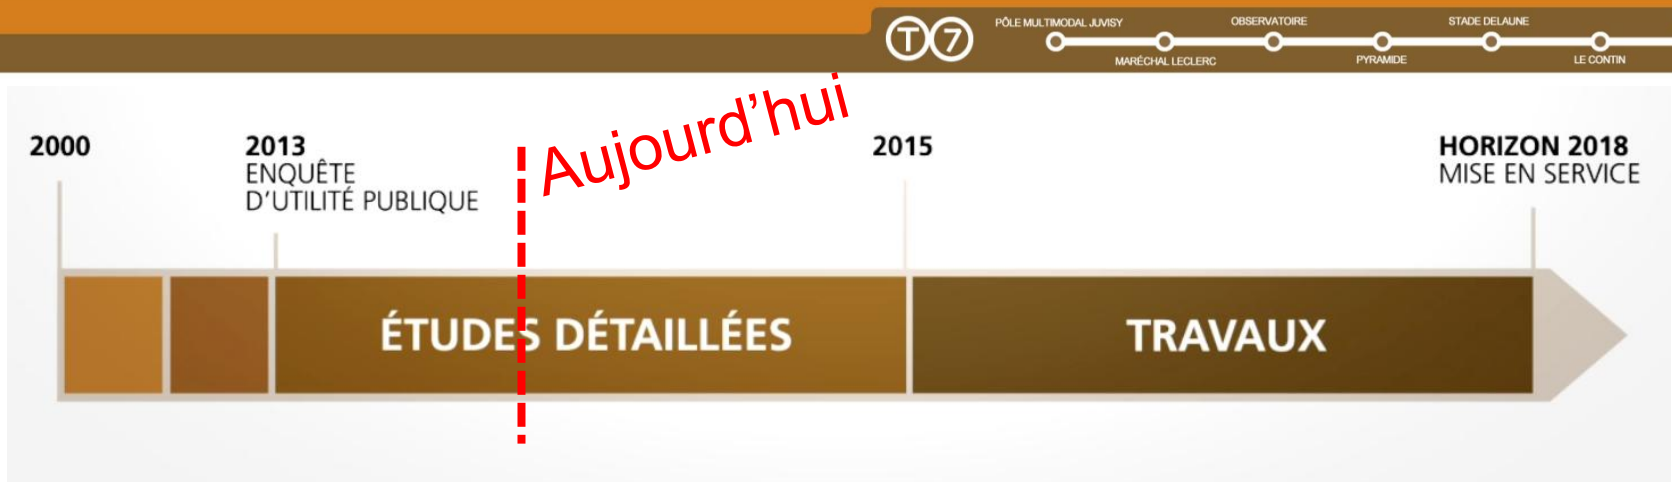 T 7
PÔLE MULTIMODAL JUVISY
MARÉCHAL LECLERC
OBSERVATOIRE
PYRAMIDE
STADE DELAUNE
LE CONTIN
Aujourd’hui
2000
2013
ENQUÊTE
D’UTILITÉ PUBLIQUE
2015
HORIZON 2018
MISE EN SERVICE
ÉTUDES DÉTAILLÉES
TRAVAUX